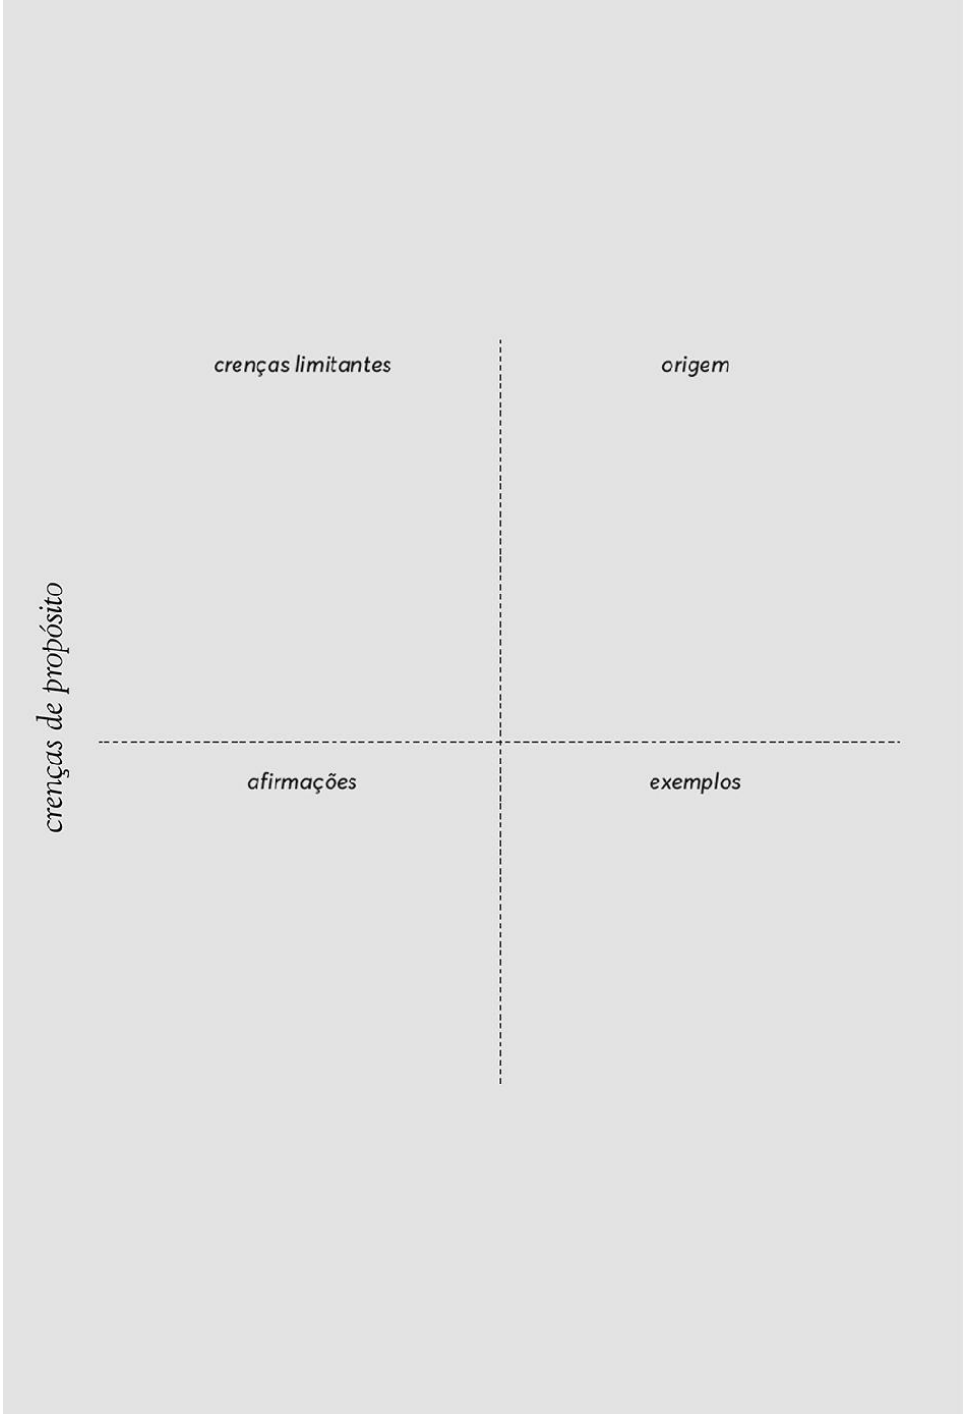 crenças de propósito
crenças limitantes
origem
afirmações
exemplos